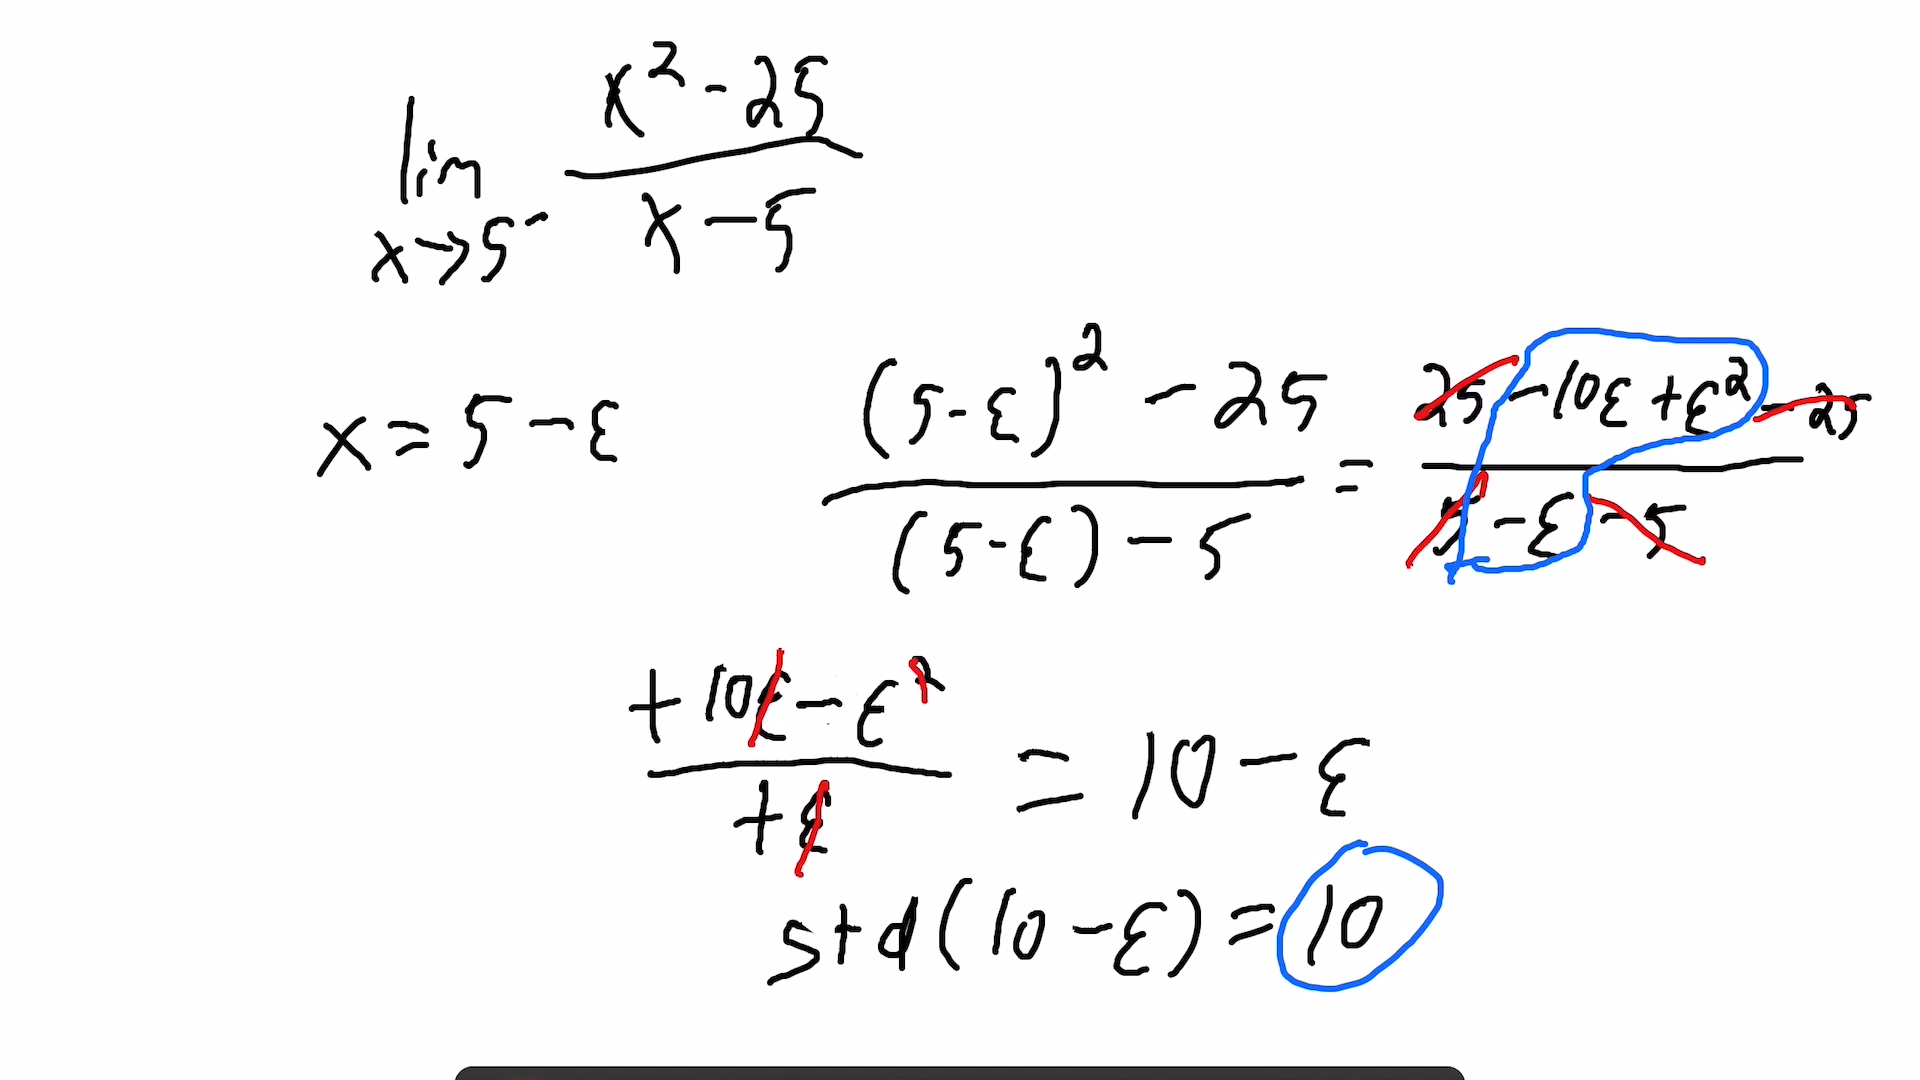 lim x→5⁻ (x² - 25)/(x - 5)
x = 5 - ε   ((5 - ε)² - 25)/((5 - ε) - 5) = (25 - 10ε + ε² - 25)/(5 - ε - 5)
(+ 10ε - ε²)/(+ ε) = 10 - ε
std(10 - ε) = 10